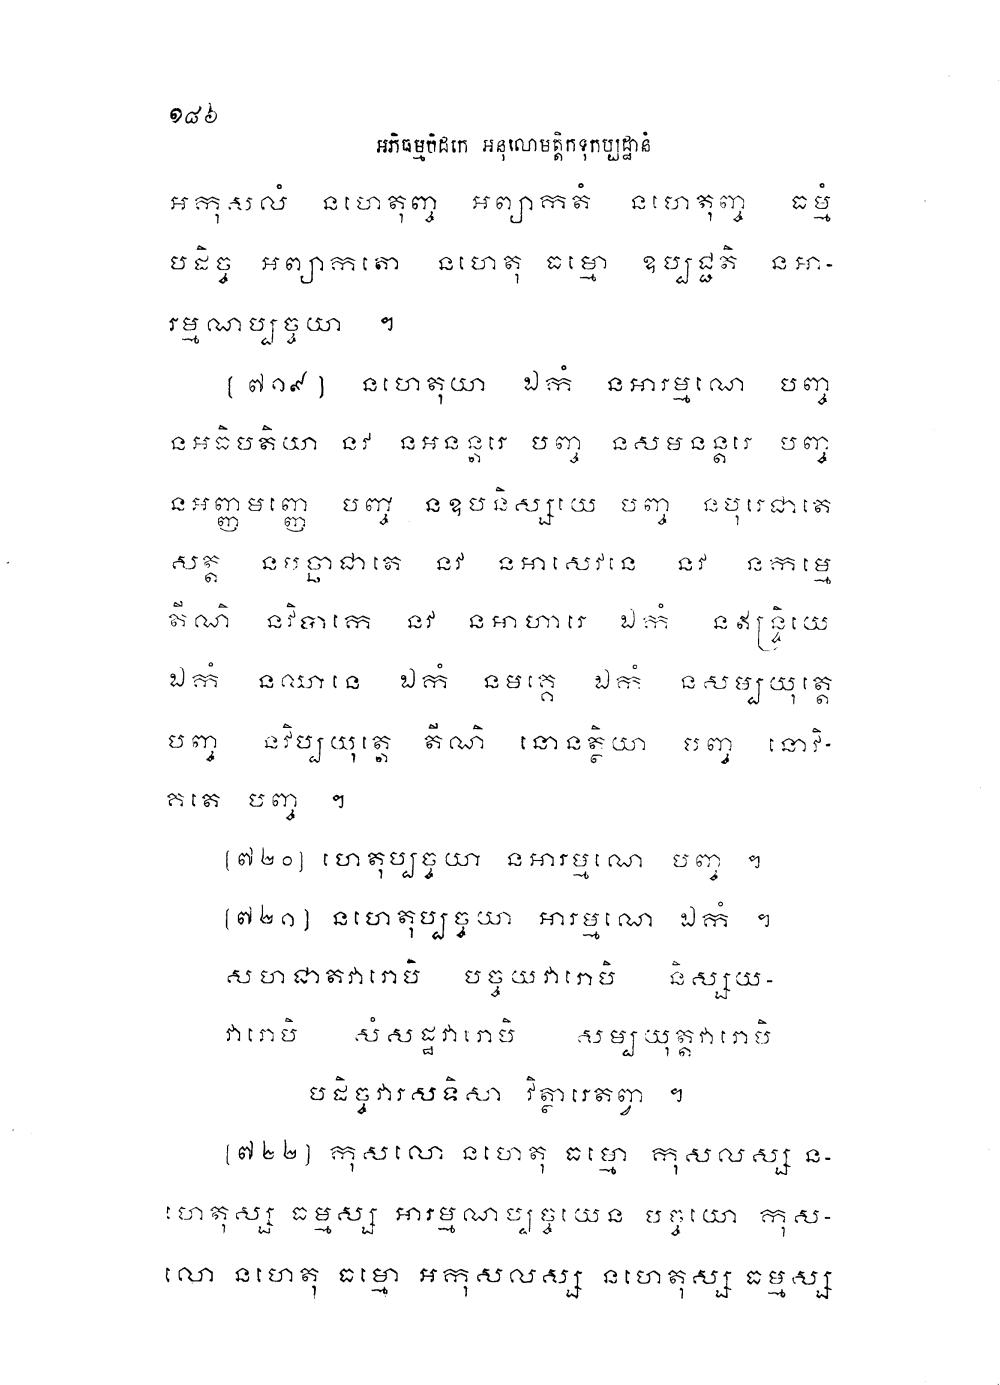 ១៨៦
អភិធម្មបិដកេ អនុលោមត្តិកទុកប្បដ្ឋានំ
អកុសលំ នហេតុញ្ច អព្យាកតំ នហេតុញ្ច ធម្មំ
បដិច្ច អព្យាកតោ នហេតុ ធម្មោ ឧប្បជ្ជតិ នអា-
រម្មណប្បច្ចយា ។
(៧១៩) នហេតុយា ឯកំ នអារម្មណេ បញ្ច
នអធិបតិយា នវ នអនន្តរេ បញ្ច នសមនន្តរេ បញ្ច
នអញ្ញមញ្ញេ បញ្ច នឧបនិស្សយេ បញ្ច នបុរេជាតេ
សត្ត នបច្ឆាជាតេ នវ នអាសេវនេ នវ នកម្មេ
តីណិ នវិបាកេ នវ នអាហារេ ឯកំ នឥន្ទ្រិយេ
ឯកំ នឈានេ ឯកំ នមគ្គេ ឯកំ នសម្បយុត្តេ
បញ្ច នវិប្បយុត្តេ តីណិ នោនត្ថិយា បញ្ច នោវិ-
គតេ បញ្ច ។
(៧២០) ហេតុប្បច្ចយា នអារម្មណេ បញ្ច ។
(៧២១) នហេតុប្បច្ចយា អារម្មណេ ឯកំ ។
សហជាតវារោបិ បច្ចយវារោបិ និស្សយ-
វារោបិ សំសដ្ឋវារោបិ សម្បយុត្តវារោបិ
បដិច្ចវារសទិសា វិត្ថារេតព្វា ។
(៧២២) កុសលោ នហេតុ ធម្មោ កុសលស្ស ន-
ហេតុស្ស ធម្មស្ស អារម្មណប្បច្ចយេន បច្ចយោ កុស-
លោ នហេតុ ធម្មោ អកុសលស្ស នហេតុស្ស ធម្មស្ស